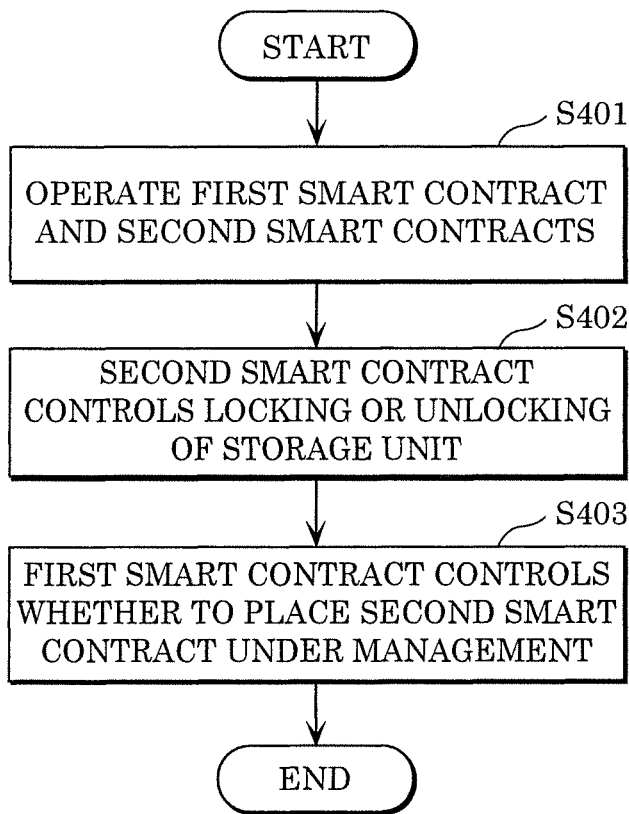 START
S401
OPERATE FIRST SMART CONTRACT
AND SECOND SMART CONTRACTS
S402
SECOND SMART CONTRACT
CONTROLS LOCKING OR UNLOCKING
OF STORAGE UNIT
S403
FIRST SMART CONTRACT CONTROLS
WHETHER TO PLACE SECOND SMART
CONTRACT UNDER MANAGEMENT
END